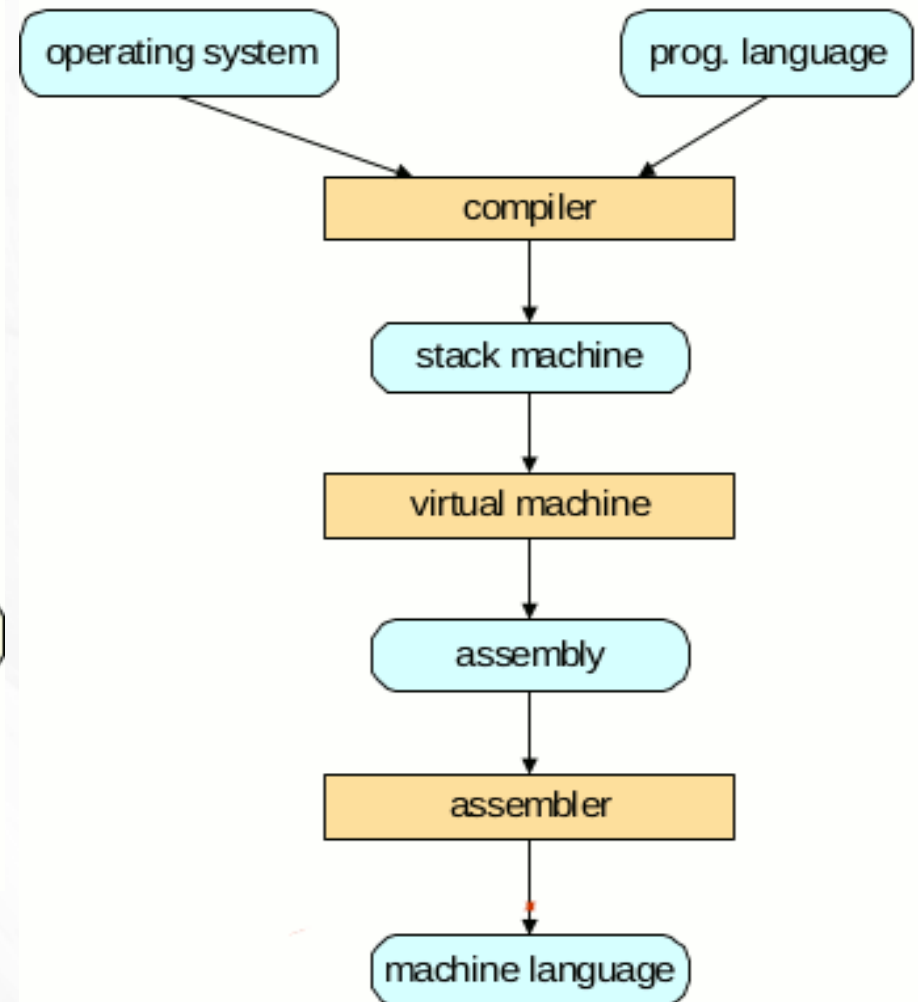 operating system
prog. language
compiler
stack machine
virtual machine
assembly
assembler
machine language